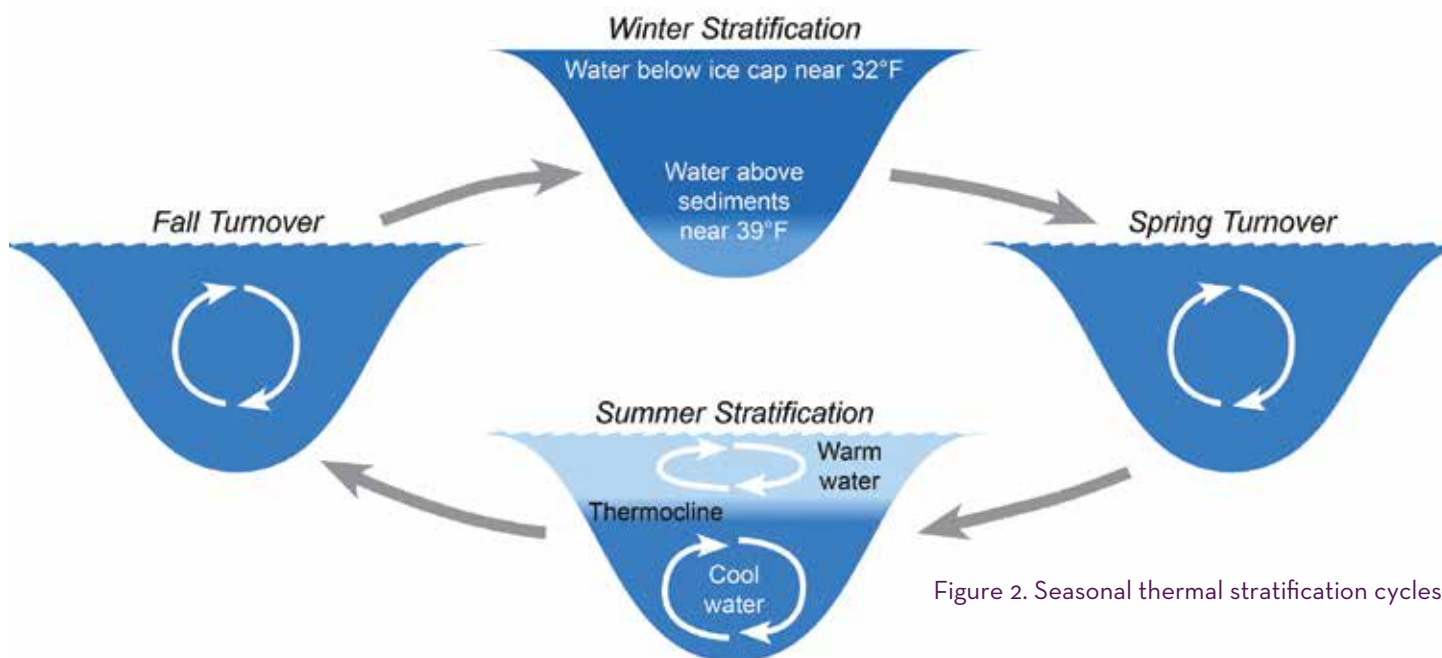 Winter Stratification
Water below ice cap near 32°F
Water above
sediments
near 39°F
Fall Turnover
Spring Turnover
Summer Stratification
Warm
water
Thermocline
Cool
water
Figure 2. Seasonal thermal stratification cycles